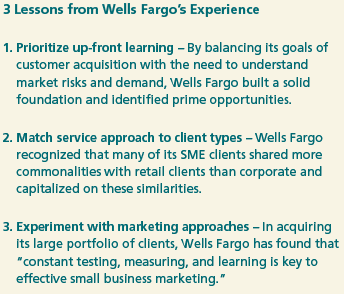 3 Lessons from Wells Fargo’s Experience
1. Prioritize up-front learning – By balancing its goals of
customer acquisition with the need to understand
market risks and demand, Wells Fargo built a solid
foundation and identified prime opportunities.
2. Match service approach to client types – Wells Fargo
recognized that many of its SME clients shared more
commonalities with retail clients than corporate and
capitalized on these similarities.
3. Experiment with marketing approaches – In acquiring
its large portfolio of clients, Wells Fargo has found that
“constant testing, measuring, and learning is key to
effective small business marketing.”